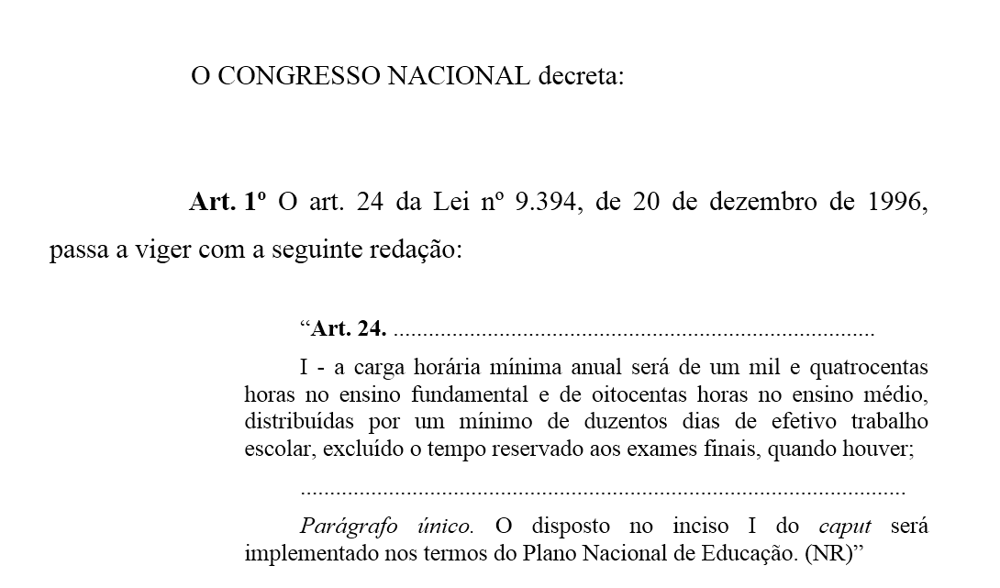 O CONGRESSO NACIONAL decreta:
Art. 1º O art. 24 da Lei nº 9.394, de 20 de dezembro de 1996,
passa a viger com a seguinte redação:
“Art. 24. ..................................................................................
I - a carga horária mínima anual será de um mil e quatrocentas
horas no ensino fundamental e de oitocentas horas no ensino médio,
distribuídas por um mínimo de duzentos dias de efetivo trabalho
escolar, excluído o tempo reservado aos exames finais, quando houver;
.......................................................................................................
Parágrafo único. O disposto no inciso I do caput será
implementado nos termos do Plano Nacional de Educação. (NR)”